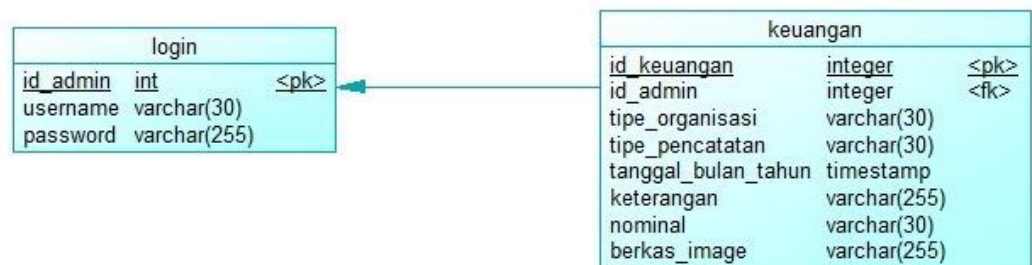 login
id_admin int <pk>
username varchar(30)
password varchar(255)
keuangan
id_keuangan integer <pk>
id_admin integer <fk>
tipe_organisasi varchar(30)
tipe_pencatatan varchar(30)
tanggal_bulan_tahun timestamp
keterangan varchar(255)
nominal varchar(30)
berkas_image varchar(255)